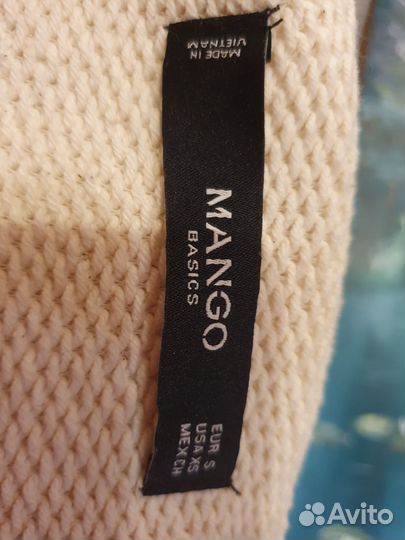 MADE IN
VIETNAM
MANGO
BASICS
EUR S
USA XS
MEX CH
Avito